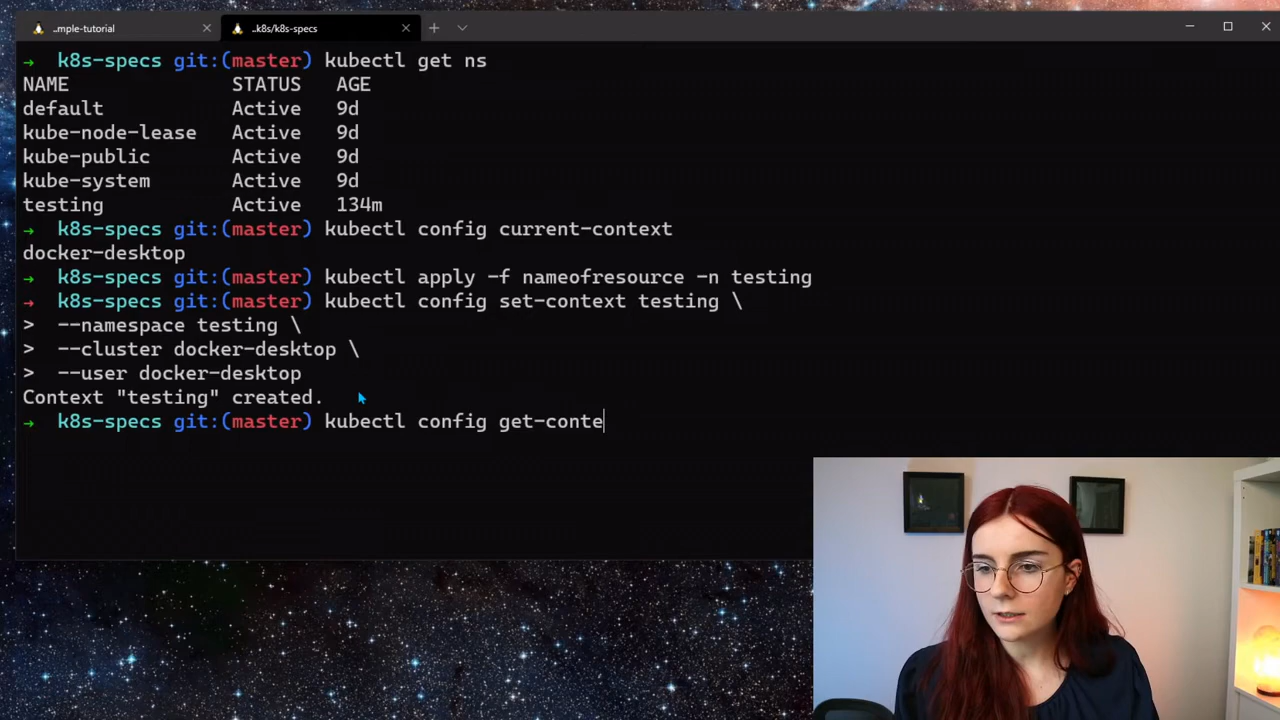 ..mple-tutorial
..k8s/k8s-specs
→ k8s-specs git:(master) kubectl get ns
NAME STATUS AGE
default Active 9d
kube-node-lease Active 9d
kube-public Active 9d
kube-system Active 9d
testing Active 134m
→ k8s-specs git:(master) kubectl config current-context
docker-desktop
→ k8s-specs git:(master) kubectl apply -f nameofresource -n testing
→ k8s-specs git:(master) kubectl config set-context testing \
> --namespace testing \
> --cluster docker-desktop \
> --user docker-desktop
Context "testing" created.
→ k8s-specs git:(master) kubectl config get-conte